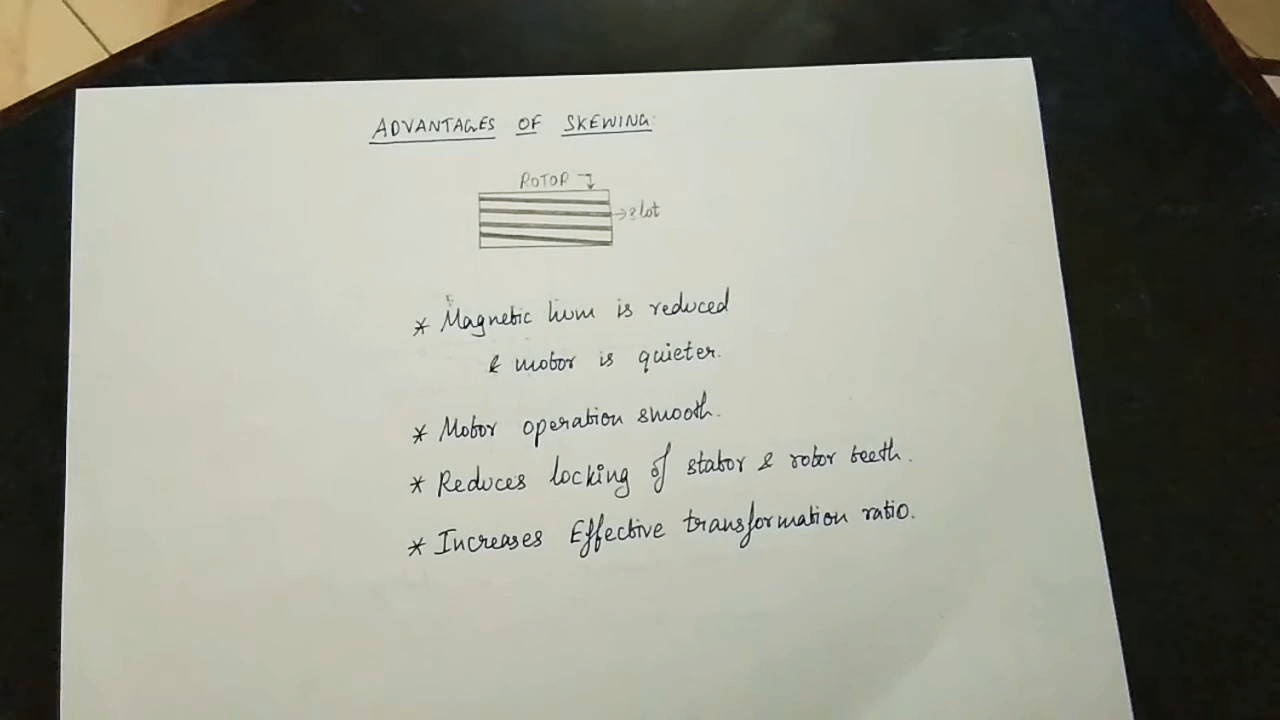 ADVANTAGES OF SKEWING
ROTOR
slot
* Magnetic hum is reduced
& motor is quieter.
* Motor operation smooth.
* Reduces locking of stator & rotor teeth.
* Increases Effective transformation ratio.